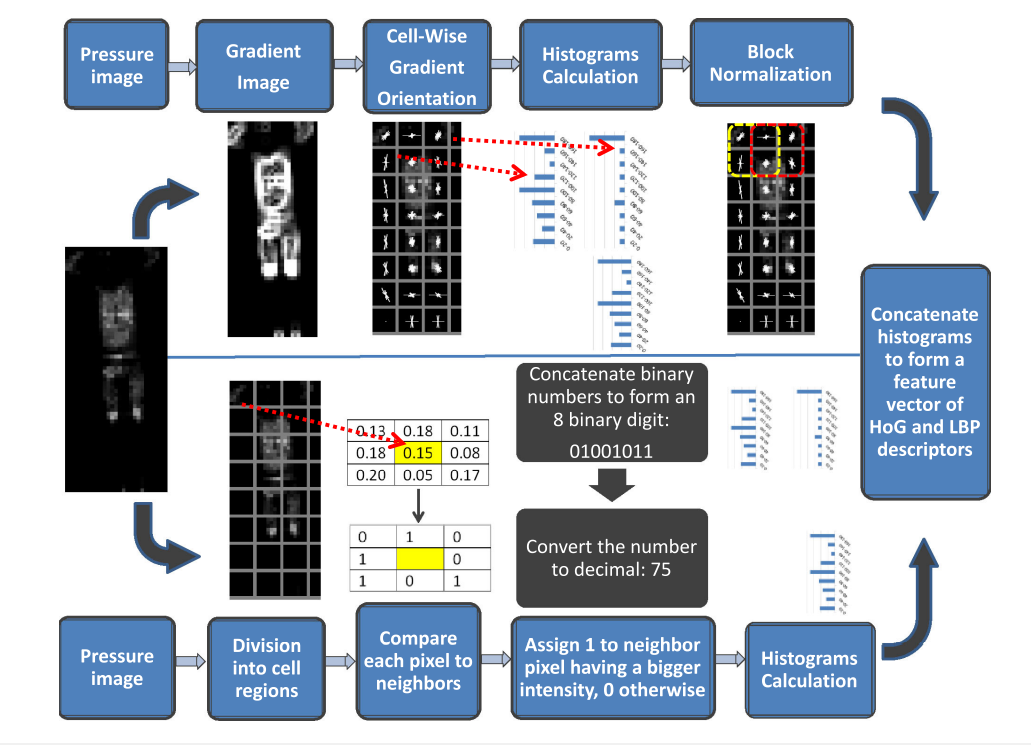 Pressure
image
Gradient
Image
Cell-Wise
Gradient
Orientation
Histograms
Calculation
Block
Normalization
Concatenate
histograms
to form a
feature
vector of
HoG and LBP
descriptors
Concatenate binary
numbers to form an
8 binary digit:
01001011
Convert the number
to decimal: 75
0.13 0.18 0.11
0.18 0.15 0.08
0.20 0.05 0.17
0 1 0
1 0
1 0 1
Pressure
image
Division
into cell
regions
Compare
each pixel to
neighbors
Assign 1 to neighbor
pixel having a bigger
intensity, 0 otherwise
Histograms
Calculation